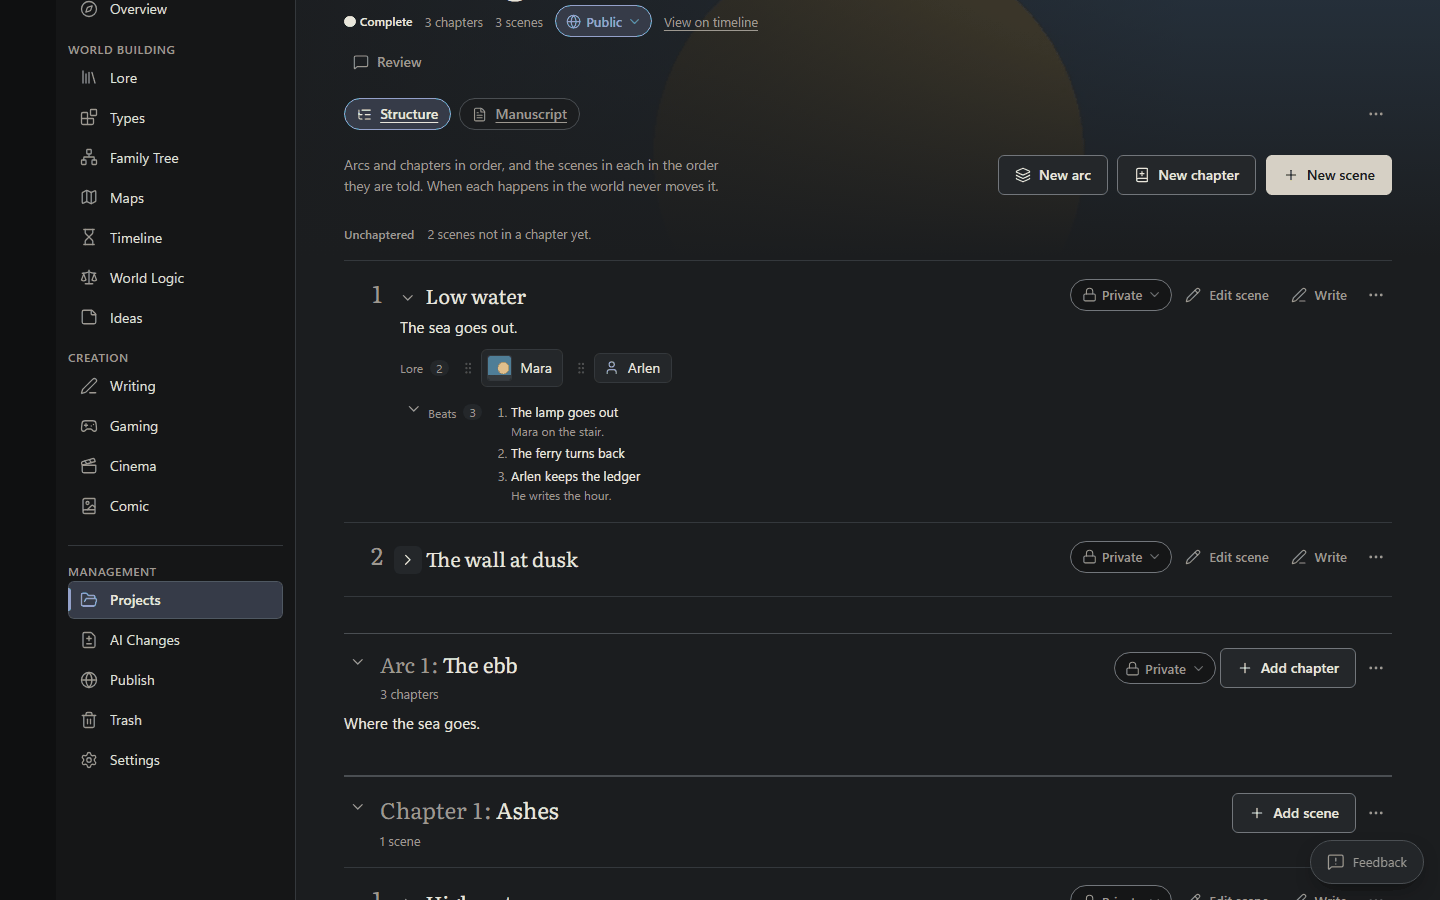 Overview
WORLD BUILDING
Lore
Types
Family Tree
Maps
Timeline
World Logic
Ideas
CREATION
Writing
Gaming
Cinema
Comic
MANAGEMENT
Projects
AI Changes
Publish
Trash
Settings
Complete 3 chapters 3 scenes Public View on timeline
Review
Structure Manuscript
Arcs and chapters in order, and the scenes in each in the order
they are told. When each happens in the world never moves it.
New arc New chapter New scene
Unchaptered 2 scenes not in a chapter yet.
1 Low water Private Edit scene Write
The sea goes out.
Lore 2 Mara Arlen
Beats 3 1. The lamp goes out
Mara on the stair.
2. The ferry turns back
3. Arlen keeps the ledger
He writes the hour.
2 The wall at dusk Private Edit scene Write
Arc 1: The ebb Private Add chapter
3 chapters
Where the sea goes.
Chapter 1: Ashes Add scene
1 scene
Feedback